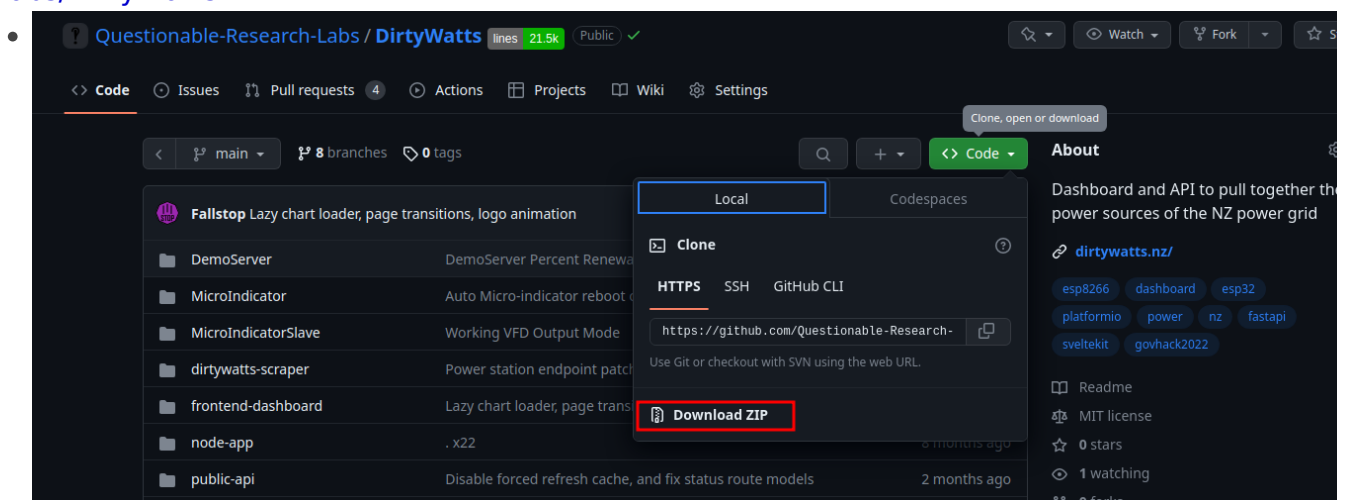 Questionable-Research-Labs / DirtyWatts lines 21.5k Public
Watch Fork
Code Issues Pull requests 4 Actions Projects Wiki Settings
Clone, open or download
main 8 branches 0 tags Code About
Dashboard and API to pull together the
power sources of the NZ power grid
Local Codespaces
Fallstop Lazy chart loader, page transitions, logo animation
Clone
dirtywatts.nz/
DemoServer DemoServer Percent
HTTPS SSH GitHub CLI
esp8266 dashboard esp32
MicroIndicator Auto Micro-indicator reboot
platformio power nz fastapi
https://github.com/Questionable-Research-
MicroIndicatorSlave Working VFD Output Mode
sveltekit govhack2022
Use Git or checkout with SVN using the web URL.
dirtywatts-scraper Power station endpoint
Readme
frontend-dashboard Lazy chart loader, page
Download ZIP
MIT license
node-app . x22 8 months ago
0 stars
public-api Disable forced refresh cache, and fix status route models 2 months ago
1 watching